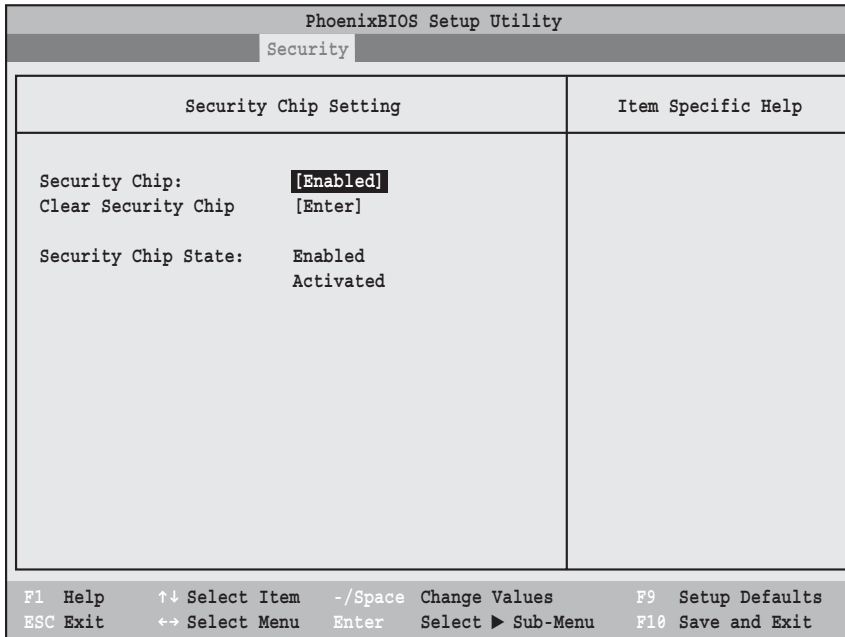 PhoenixBIOS Setup Utility
Security
Security Chip Setting
Item Specific Help
Security Chip: [Enabled]
Clear Security Chip [Enter]
Security Chip State: Enabled
Activated
F1 Help ↑↓ Select Item -/Space Change Values F9 Setup Defaults
ESC Exit ←→ Select Menu Enter Select ▶ Sub-Menu F10 Save and Exit